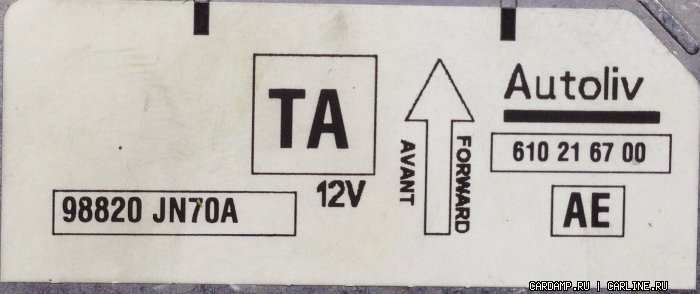 TA
12V
98820 JN70A
AVANT
FORWARD
Autoliv
610 21 67 00
AE
CARDAMP.RU | CARLINE.RU